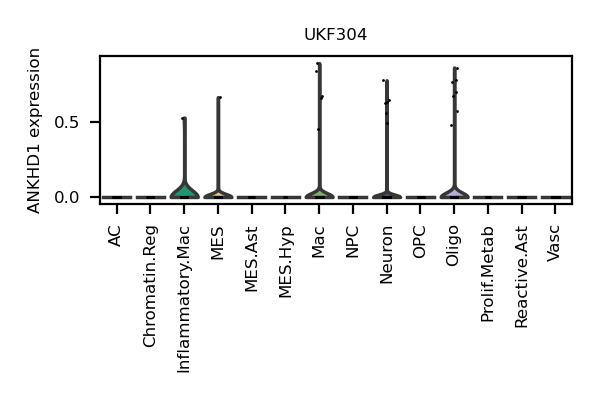 UKF304
ANKHD1 expression
0.5
0.0
AC
Chromatin.Reg
Inflammatory.Mac
MES
MES.Ast
MES.Hyp
Mac
NPC
Neuron
OPC
Oligo
Prolif.Metab
Reactive.Ast
Vasc